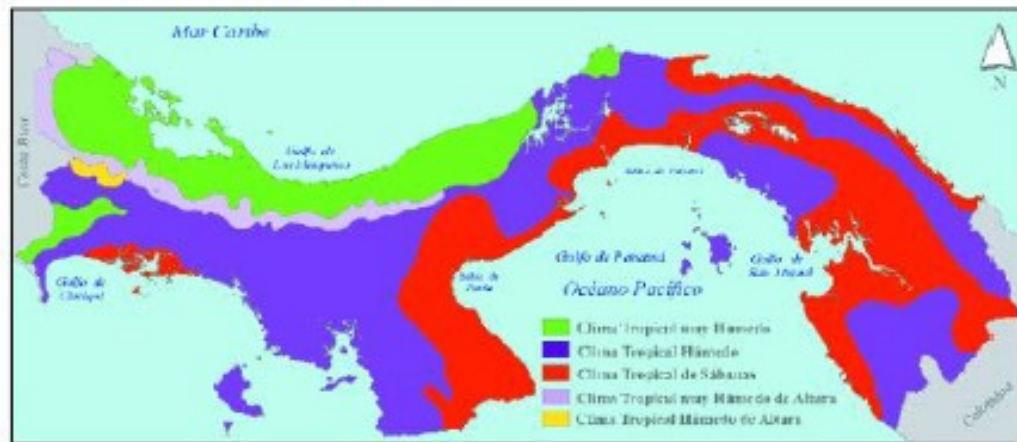 Mar Caribe
N
Costa Rica
Golfo de
Los Mosquitos
Bahía de Panamá
Golfo de
Chiriquí
Bahía de
Parita
Golfo de Panamá
Golfo de
San Miguel
Océano Pacífico
Clima Tropical muy Húmedo
Clima Tropical Húmedo
Clima Tropical de Sábanas
Clima Tropical muy Húmedo de Altura
Clima Tropical Húmedo de Altura
Colombia